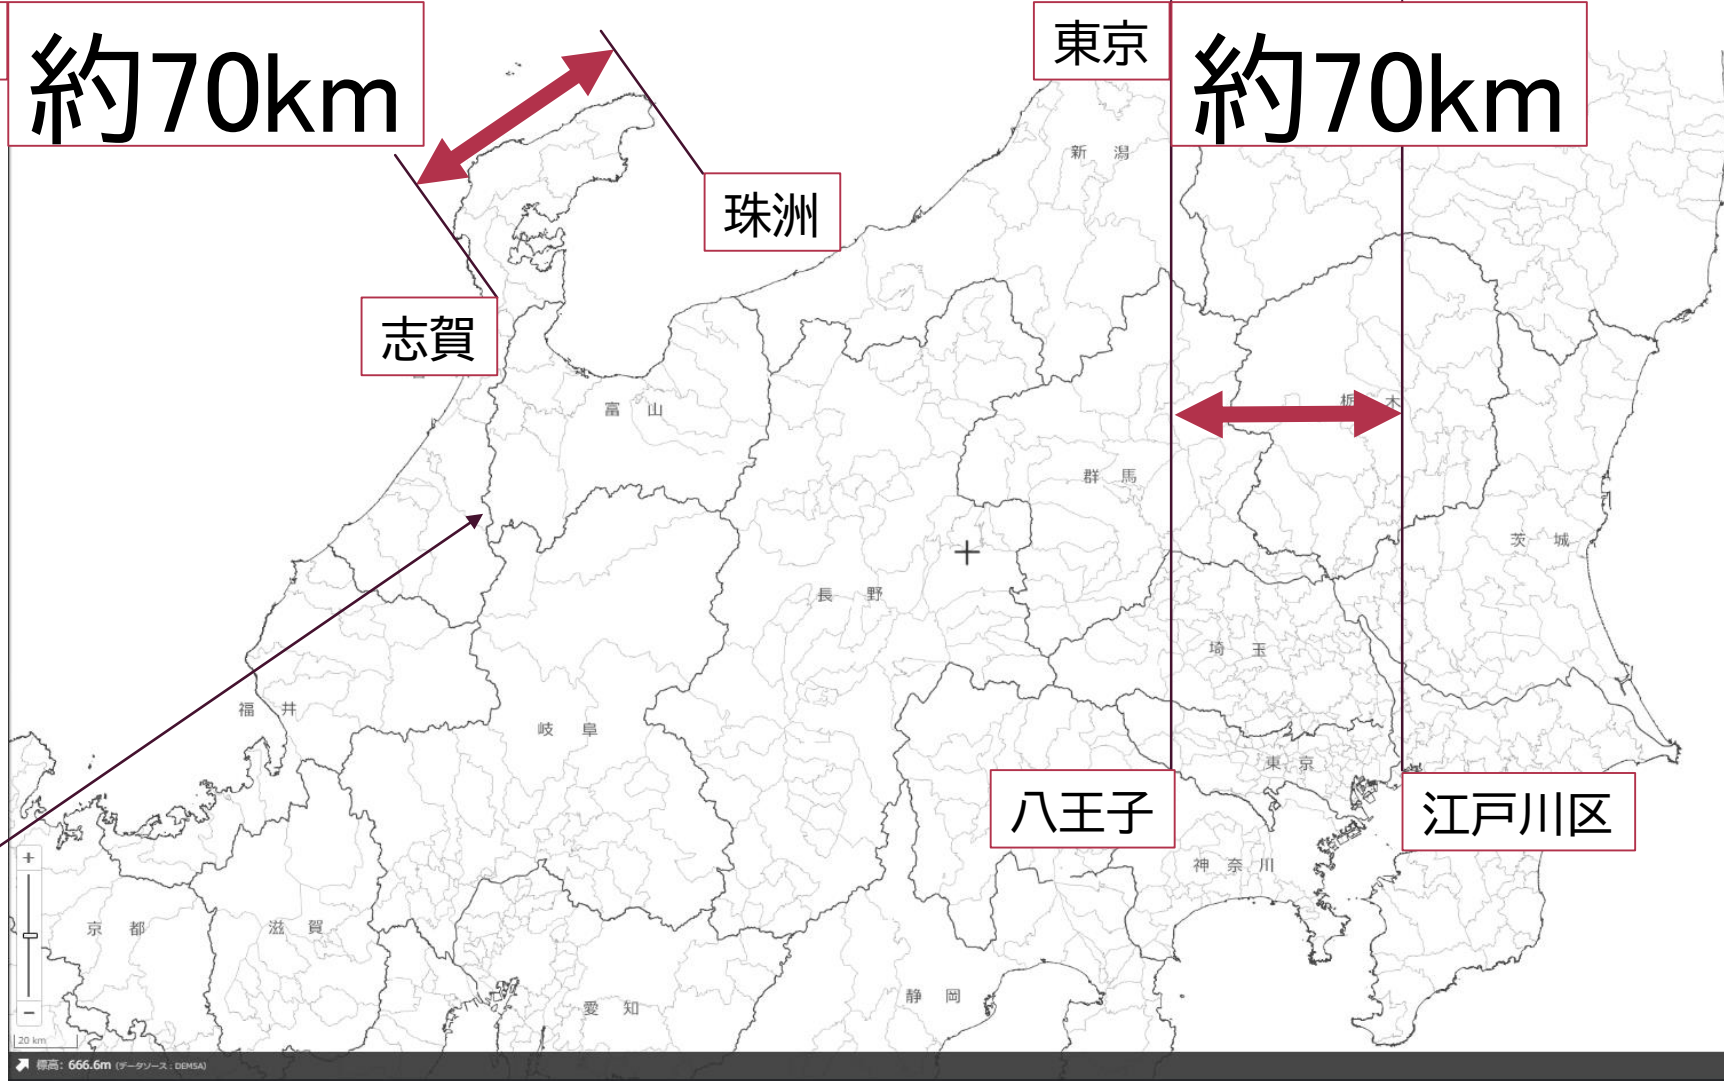 約70km
東京
約70km
新潟
珠洲
志賀
富山
栃木
群馬
茨城
長野
埼玉
福井
岐阜
東京
八王子
江戸川区
神奈川
京都
滋賀
静岡
愛知
+
−
20 km
標高: 666.6m (データソース：DEM5A)